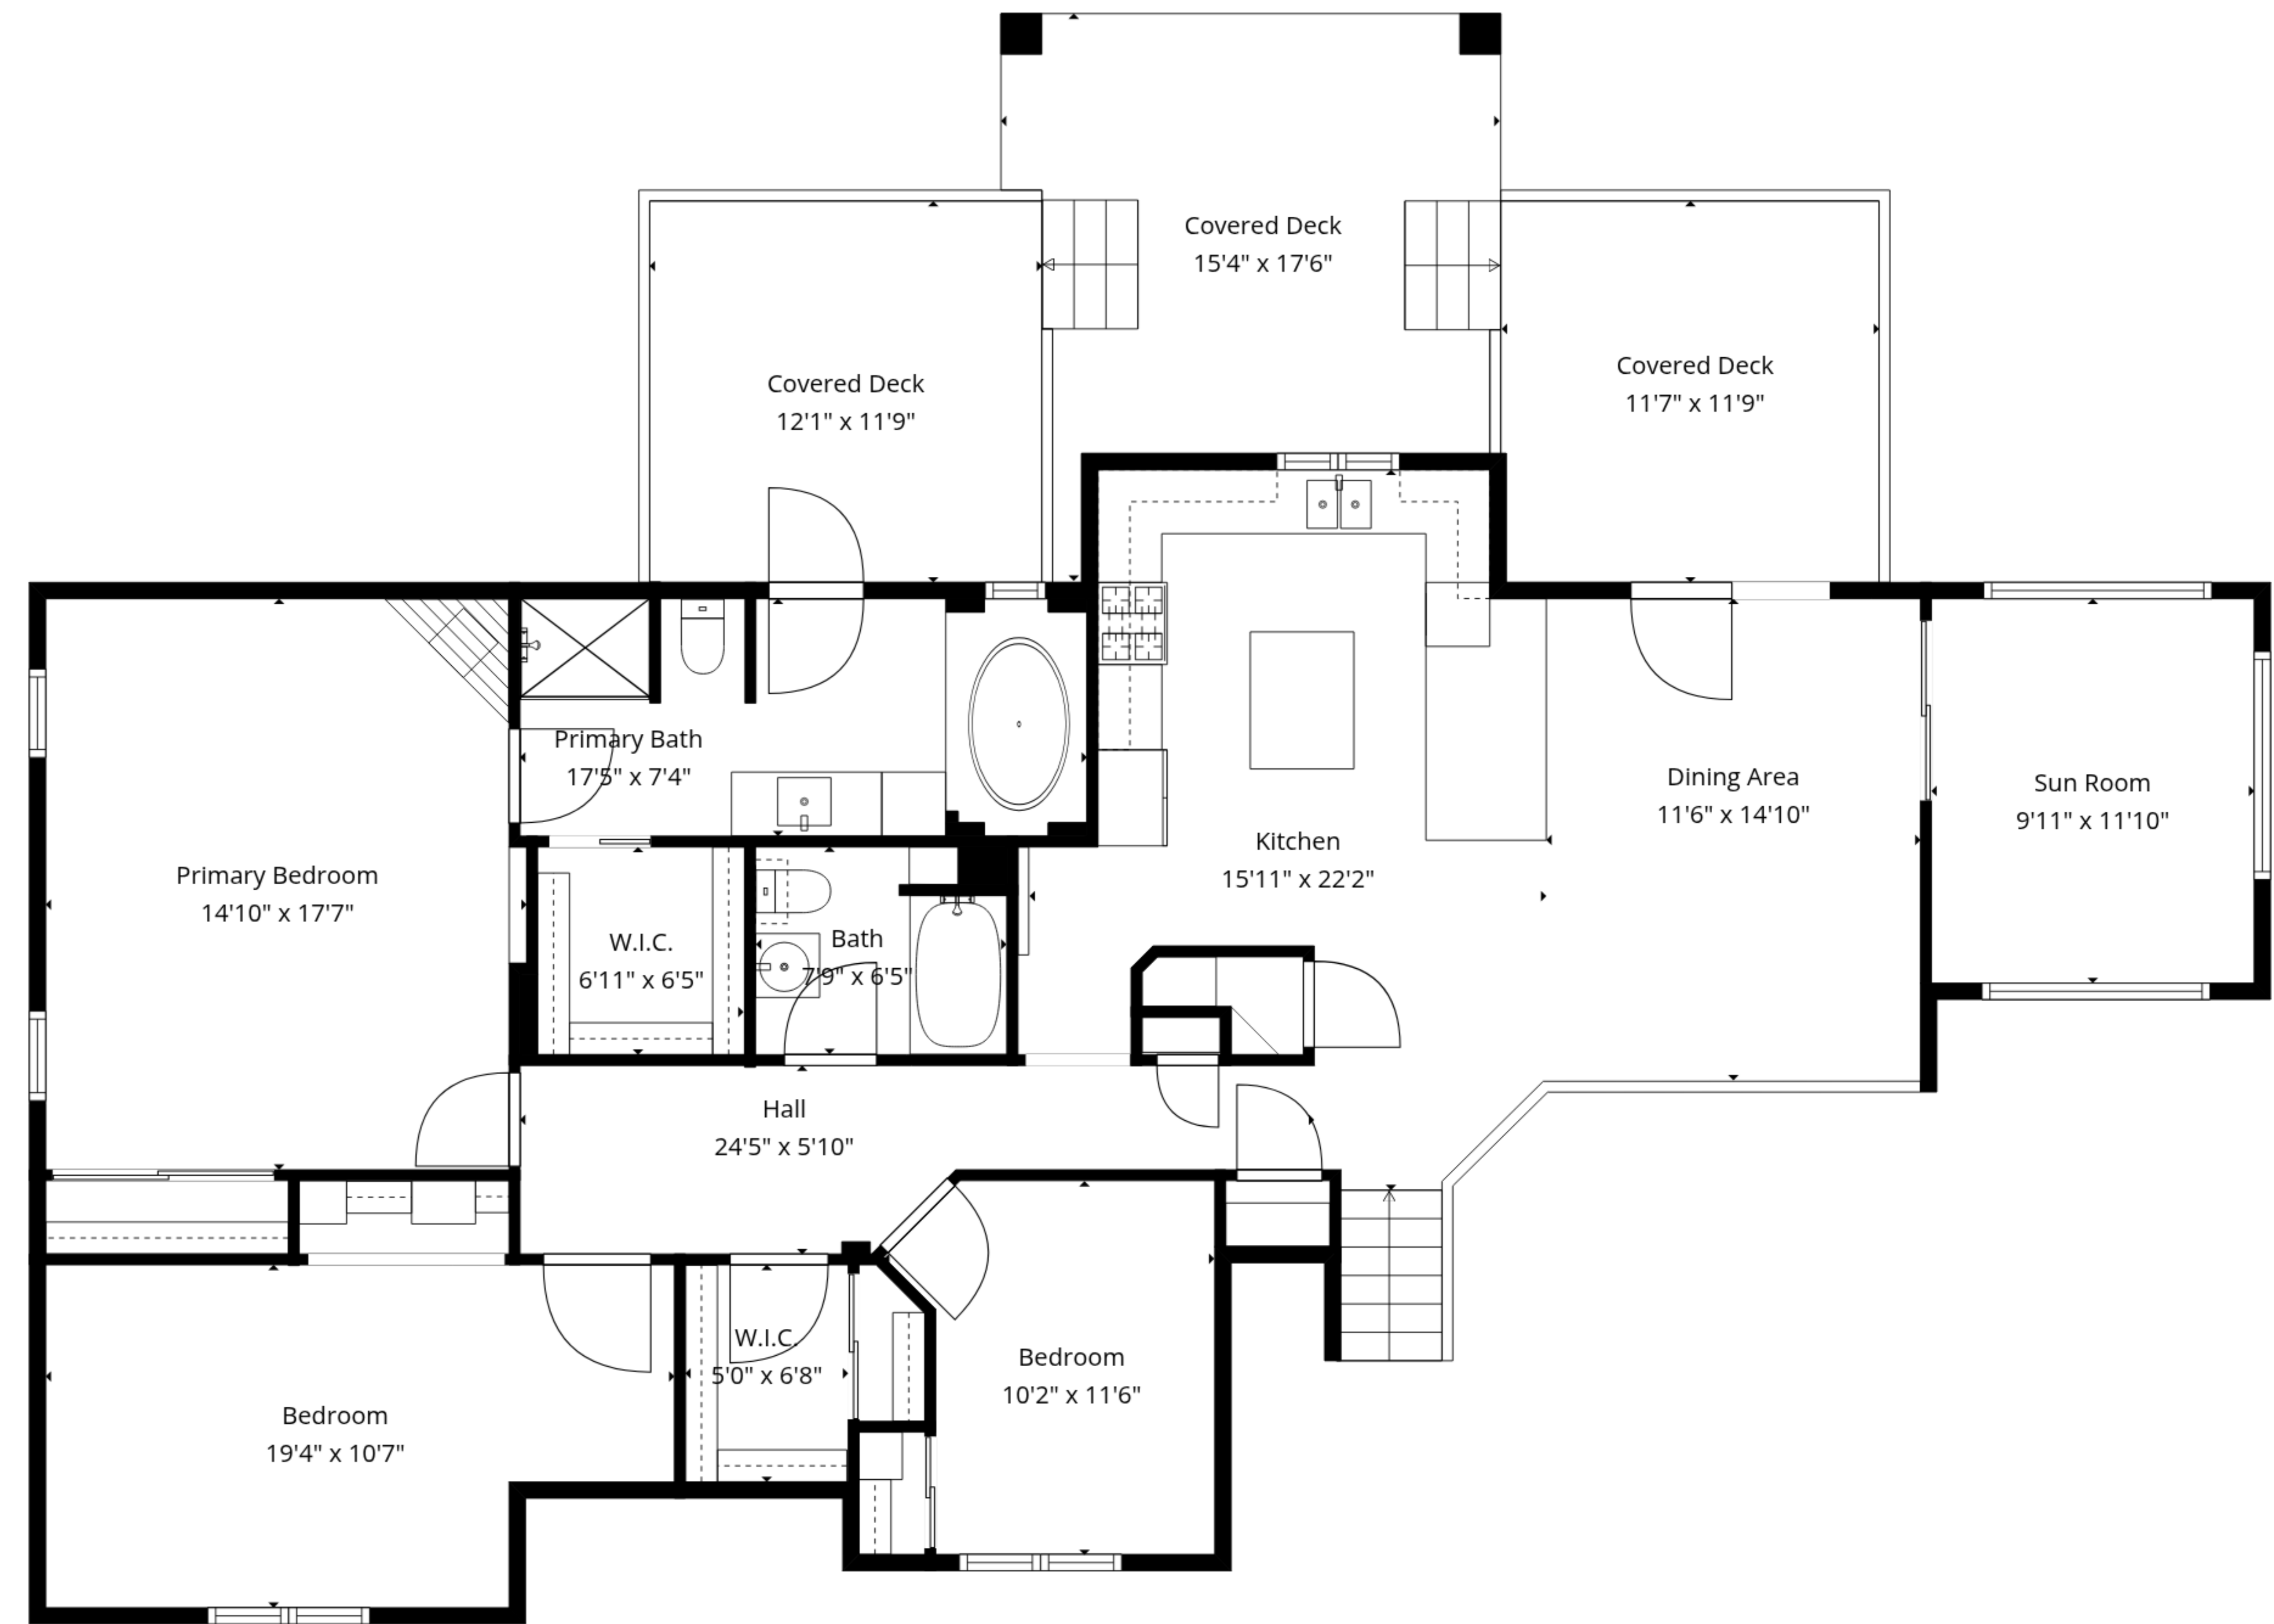 Covered Deck
15'4" x 17'6"
Covered Deck
12'1" x 11'9"
Covered Deck
11'7" x 11'9"
Primary Bath
17'5" x 7'4"
Dining Area
11'6" x 14'10"
Sun Room
9'11" x 11'10"
Kitchen
15'11" x 22'2"
Primary Bedroom
14'10" x 17'7"
W.I.C.
6'11" x 6'5"
Bath
7'9" x 6'5"
Hall
24'5" x 5'10"
W.I.C.
5'0" x 6'8"
Bedroom
10'2" x 11'6"
Bedroom
19'4" x 10'7"